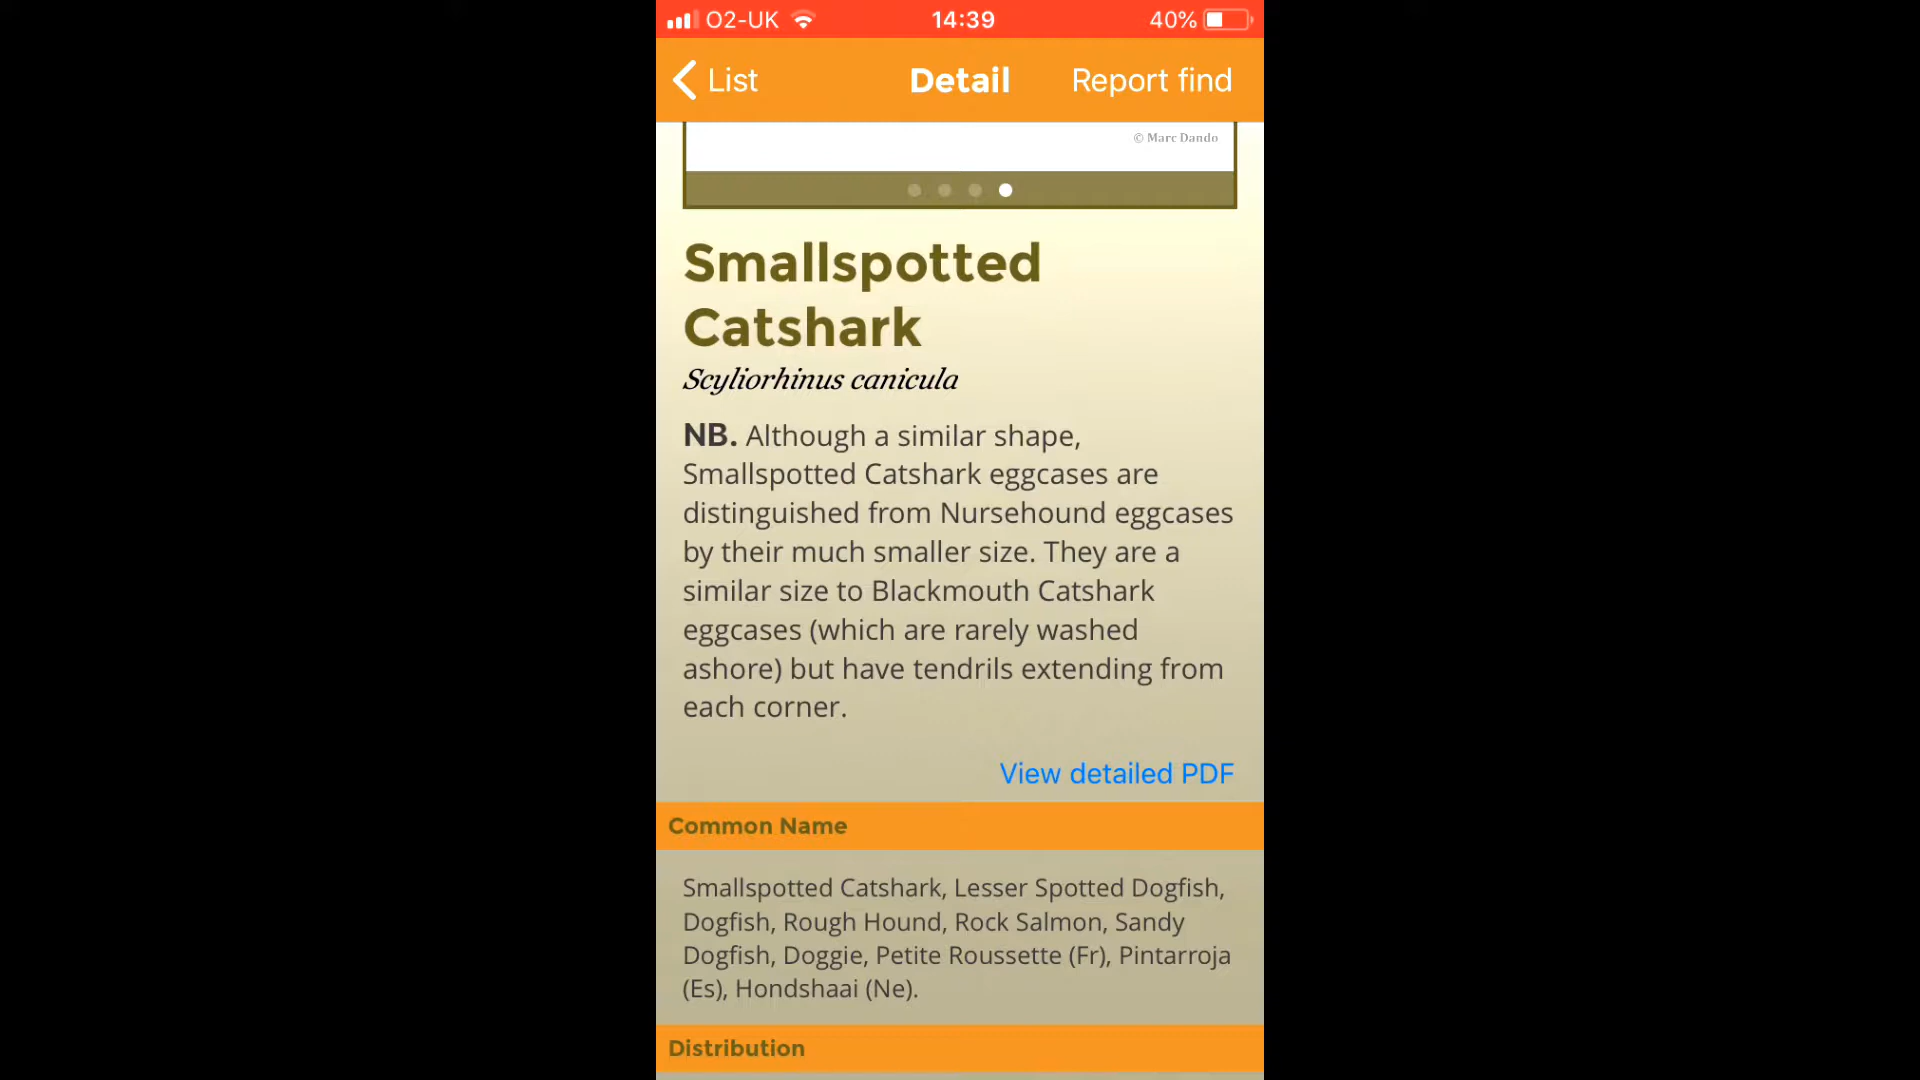 O2-UK 14:39 40%
List Detail Report find
© Marc Dando
Smallspotted
Catshark
Scyliorhinus canicula
NB. Although a similar shape,
Smallspotted Catshark eggcases are
distinguished from Nursehound eggcases
by their much smaller size. They are a
similar size to Blackmouth Catshark
eggcases (which are rarely washed
ashore) but have tendrils extending from
each corner.
View detailed PDF
Common Name
Smallspotted Catshark, Lesser Spotted Dogfish,
Dogfish, Rough Hound, Rock Salmon, Sandy
Dogfish, Doggie, Petite Roussette (Fr), Pintarroja
(Es), Hondshaai (Ne).
Distribution